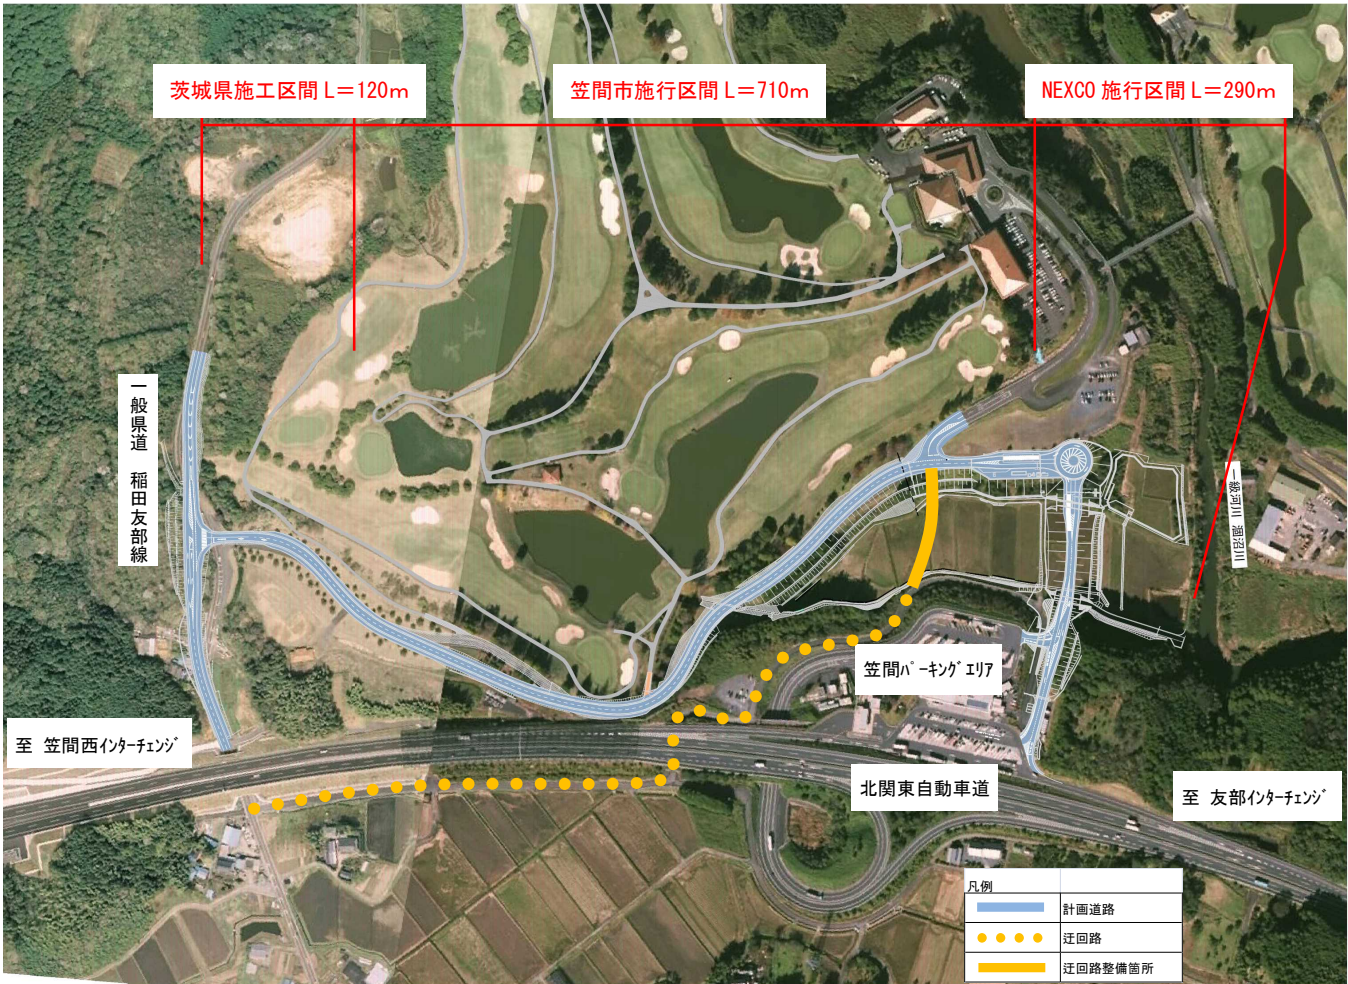 茨城県施工区間 L=120m
笠間市施行区間 L=710m
NEXCO 施行区間 L=290m
一般県道 稲田友部線
一級河川 涸沼川
笠間パーキングエリア
至 笠間西インターチェンジ
北関東自動車道
至 友部インターチェンジ
凡例
計画道路
迂回路
迂回路整備箇所